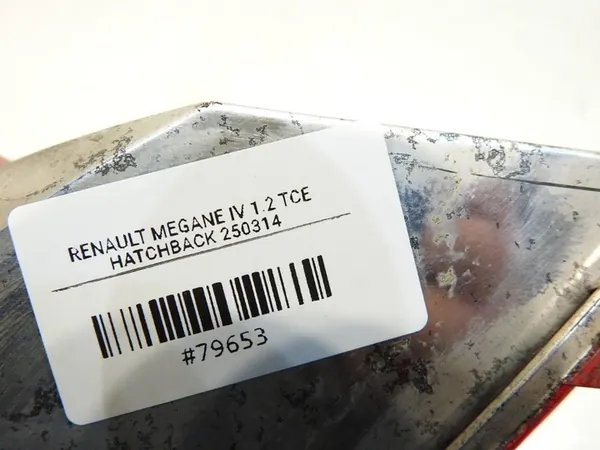 RENAULT MEGANE IV 1.2 TCE
HATCHBACK 250314
#79653